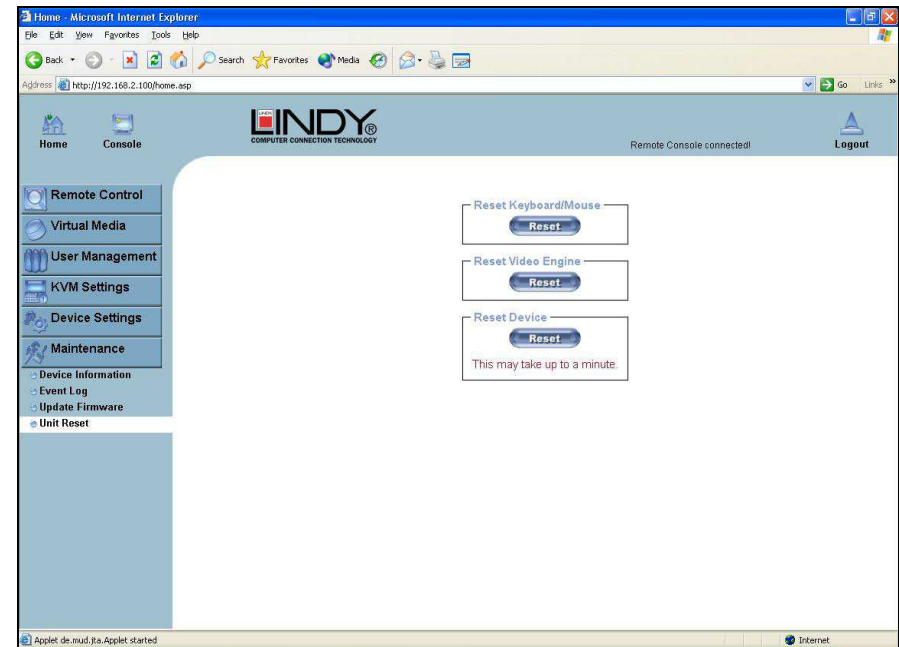 Home - Microsoft Internet Explorer
File Edit View Favorites Tools Help
Back Search Favorites Media
Address http://192.168.2.100/home.asp Go Links »
LINDY®
COMPUTER CONNECTION TECHNOLOGY
Home Console Remote Console connected! Logout
Remote Control
Virtual Media
User Management
KVM Settings
Device Settings
Maintenance
Device Information
Event Log
Update Firmware
Unit Reset
Reset Keyboard/Mouse
Reset
Reset Video Engine
Reset
Reset Device
Reset
This may take up to a minute.
Applet de.mud.jta.Applet started Internet